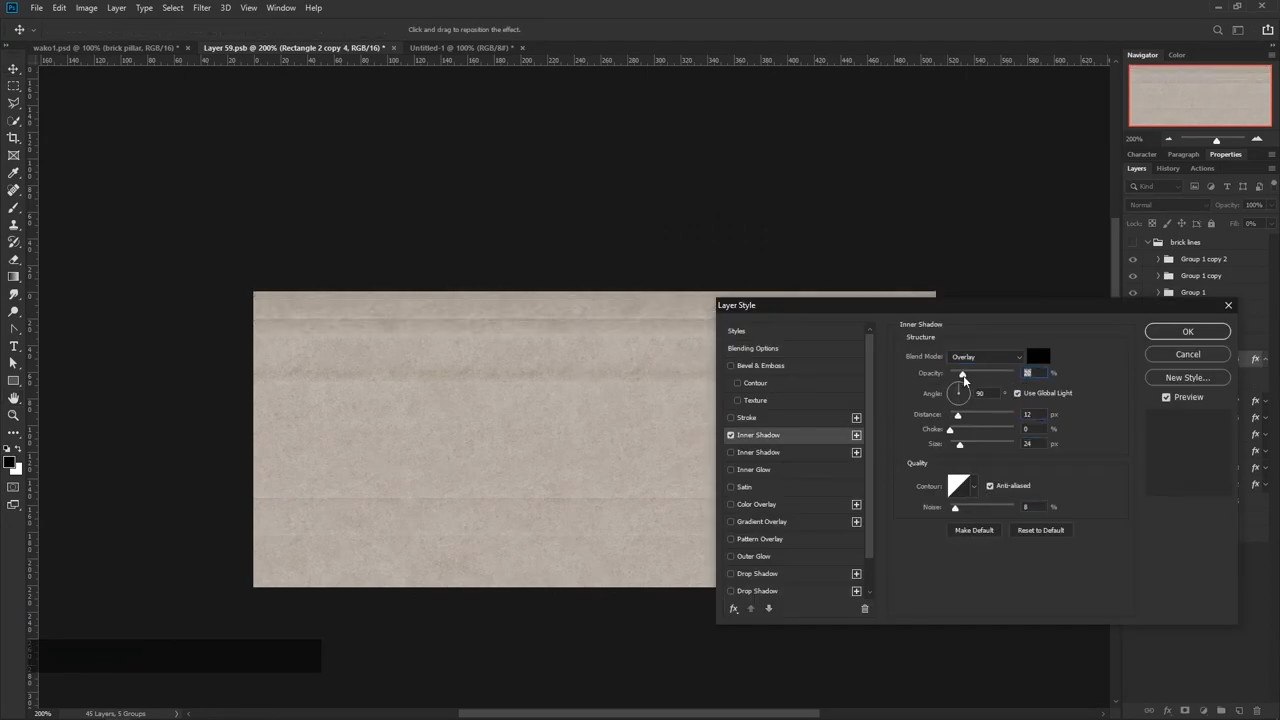 File Edit Image Layer Type Select Filter 3D View Window Help
Click and drag to reposition the effect.
wako1.psd @ 100% (brick pillar, RGB/16) * × Layer 59.psb @ 200% (Rectangle 2 copy 4, RGB/16) * × Untitled-1 @ 100% (RGB/8#) * ×
Navigator Color
160 140 120 100 80 60 40 20 0 20 40 60 80 100 120 140 160 180 200 220 240 260 280 300 320 340 360 380 400 420 440 460 480 500 520 540 560 580 600 620 640
200%
Character Paragraph Properties
Layers History Actions
Kind
Normal Opacity: 100%
Lock: Fill: 0%
brick lines
Group 1 copy 2
Group 1 copy
Group 1
Layer Style
Styles
Blending Options
Bevel & Emboss
Contour
Texture
Stroke
Inner Shadow
Inner Shadow
Inner Glow
Satin
Color Overlay
Gradient Overlay
Pattern Overlay
Outer Glow
Drop Shadow
Drop Shadow
fx
Inner Shadow
Structure
Blend Mode: Overlay
Opacity: 20 %
Angle: 90 ° Use Global Light
Distance: 12 px
Choke: 0 %
Size: 24 px
Quality
Contour: Anti-aliased
Noise: 8 %
Make Default Reset to Default
OK
Cancel
New Style...
Preview
200% 45 Layers, 5 Groups